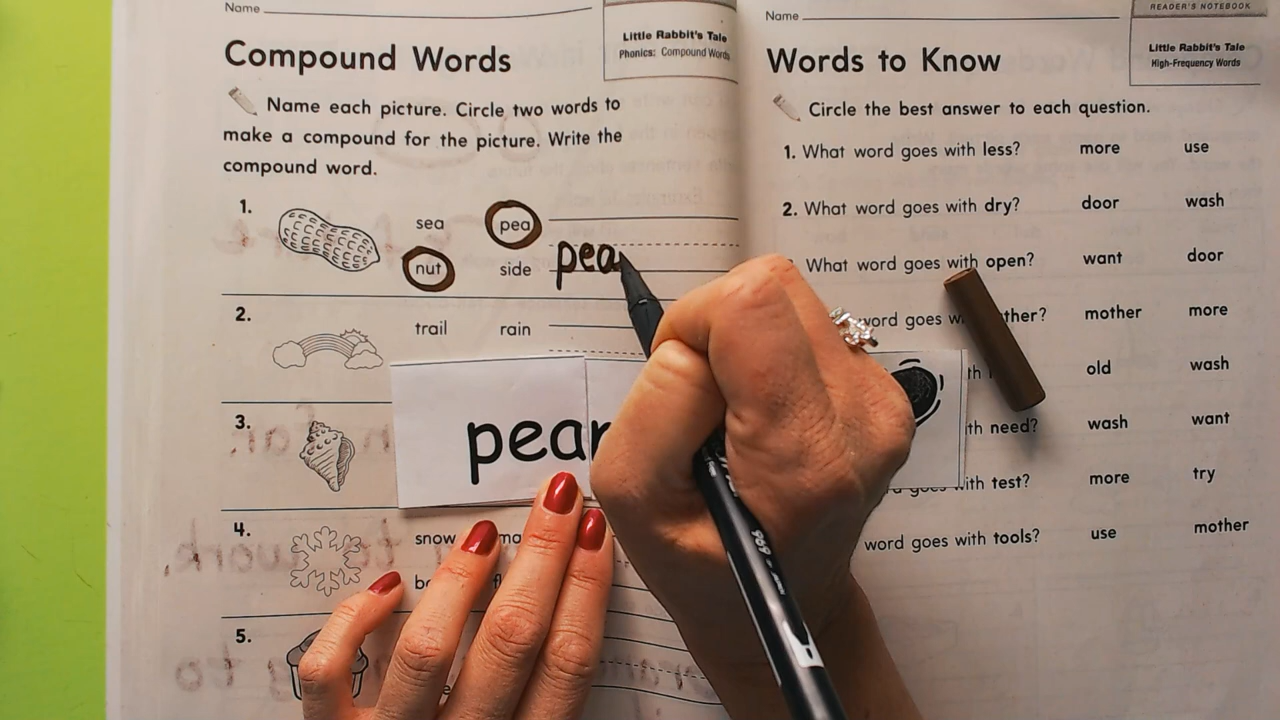 Name
Little Rabbit's Tale
Phonics: Compound Words
Compound Words
Name each picture. Circle two words to
make a compound for the picture. Write the
compound word.
1. sea pea
nut side
pea
2. trail rain
pea
3.
4. snow
5.
Name
READER'S NOTEBOOK
Little Rabbit's Tale
High-Frequency Words
Words to Know
Circle the best answer to each question.
1. What word goes with less? more use
2. What word goes with dry? door wash
What word goes with open? want door
word goes ther? mother more
old wash
need? wash want
with test? more try
word goes with tools? use mother
969